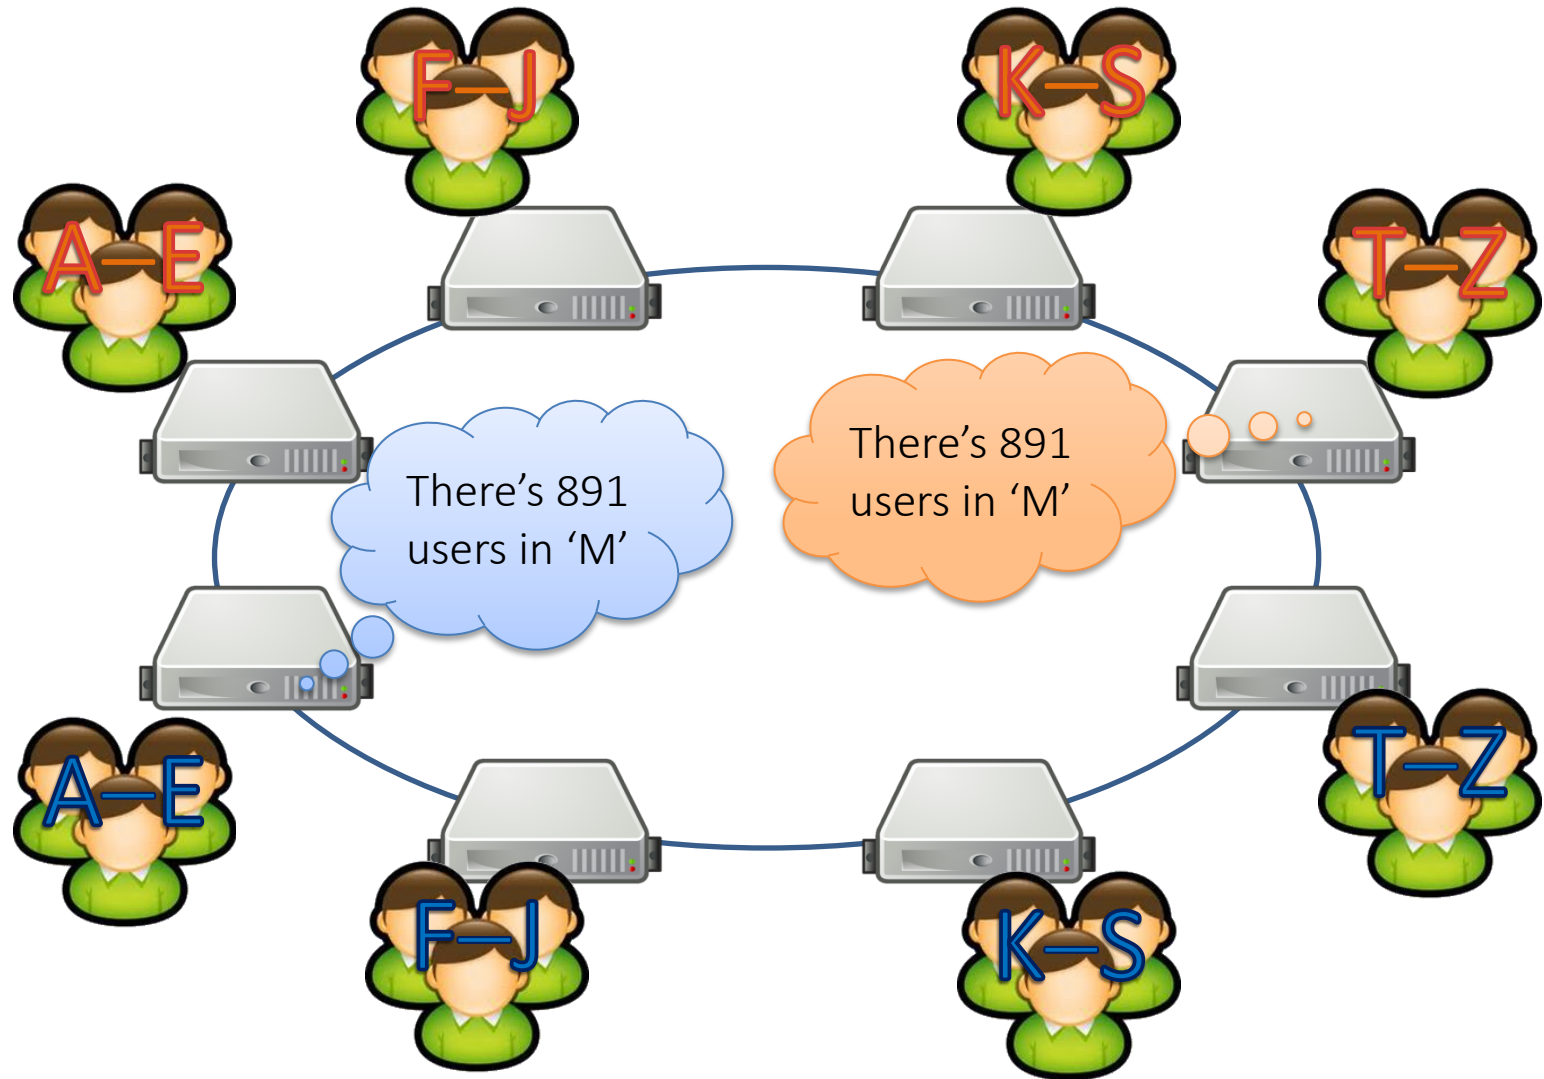 F–J
K–S
A–E
T–Z
There’s 891
users in ‘M’
There’s 891
users in ‘M’
A–E
T–Z
F–J
K–S